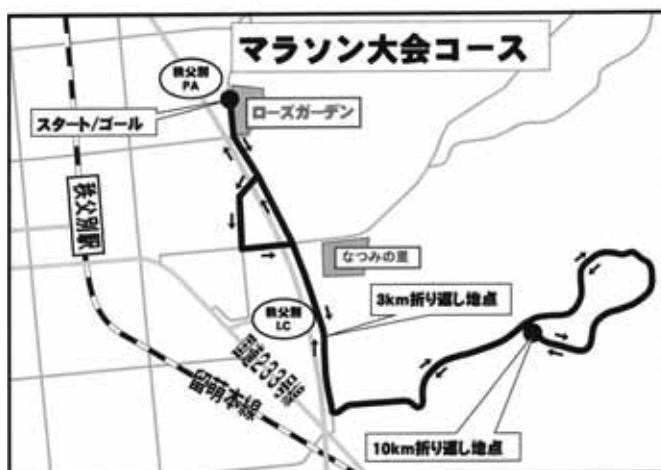 マラソン大会コース
秩父別
PA
ローズガーデン
スタート/ゴール
秩父別駅
なつみの里
3km折り返し地点
秩父別
LC
国道233号線
留萌本線
10km折り返し地点